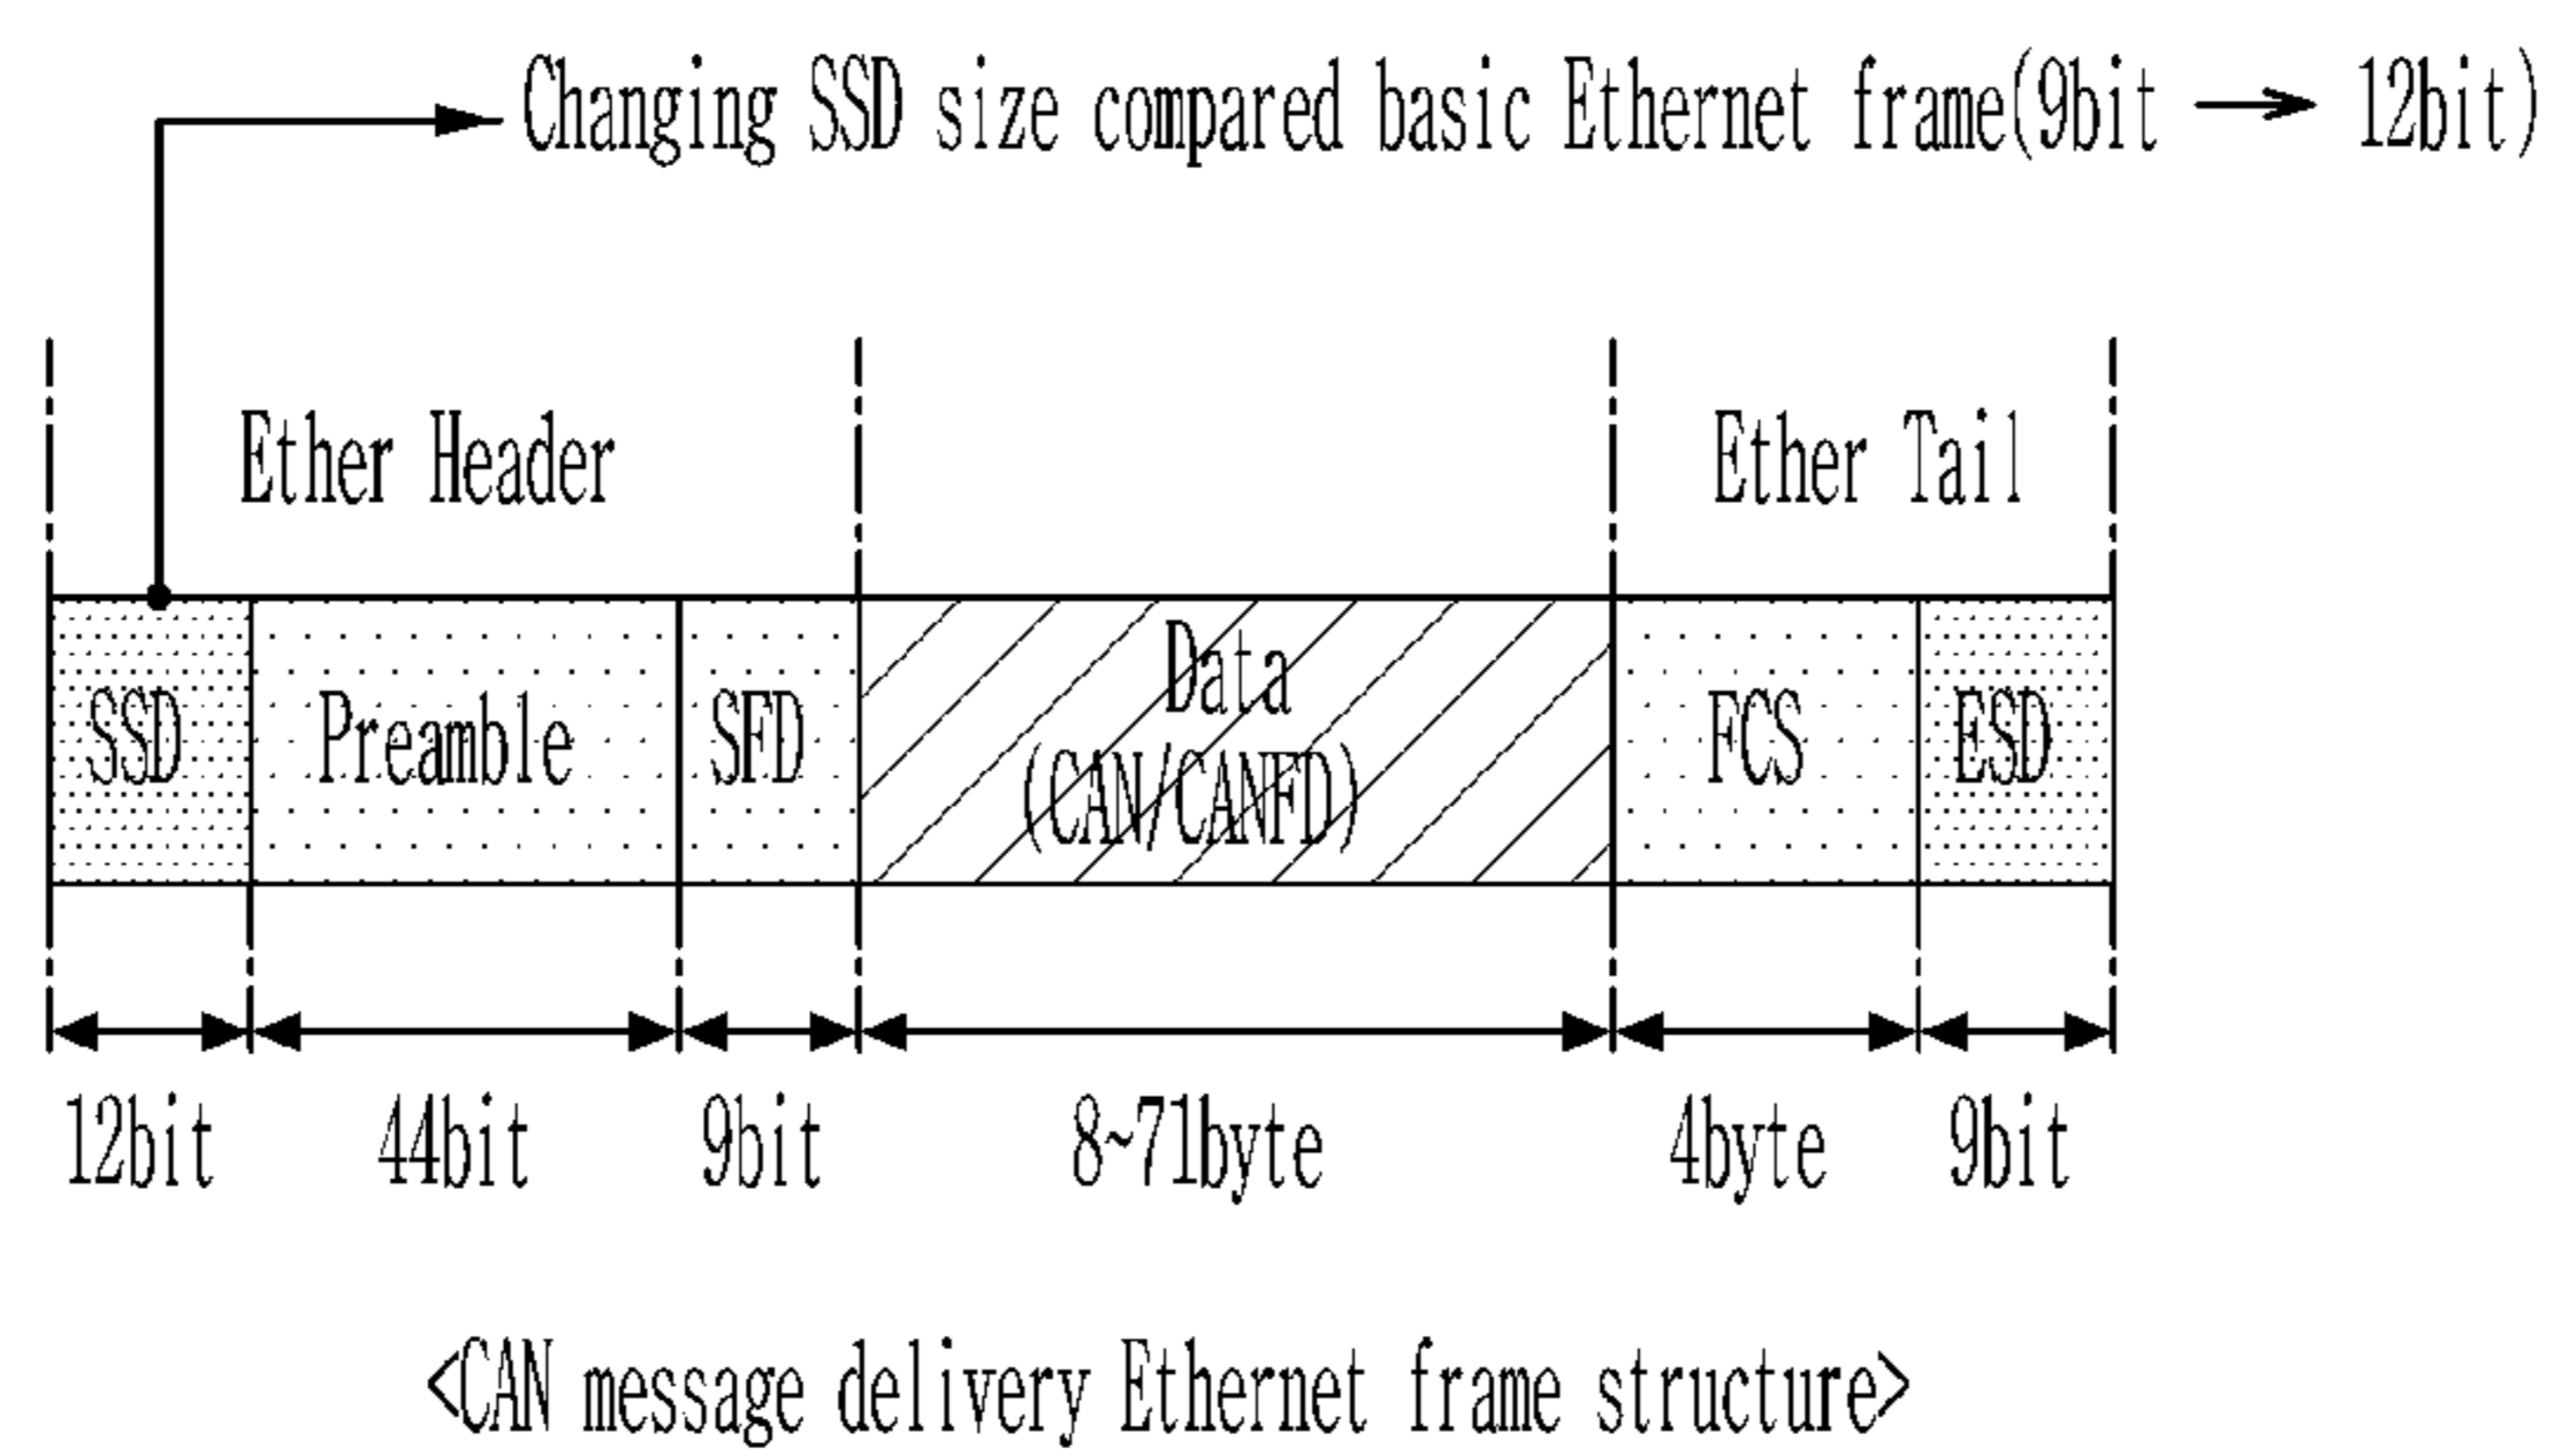 Changing SSD size compared basic Ethernet frame(9bit → 12bit)
Ether Header
Ether Tail
SSD
Preamble
SFD
Data
(CAN/CANFD)
FCS
ESD
12bit
44bit
9bit
8~71byte
4byte
9bit
<CAN message delivery Ethernet frame structure>